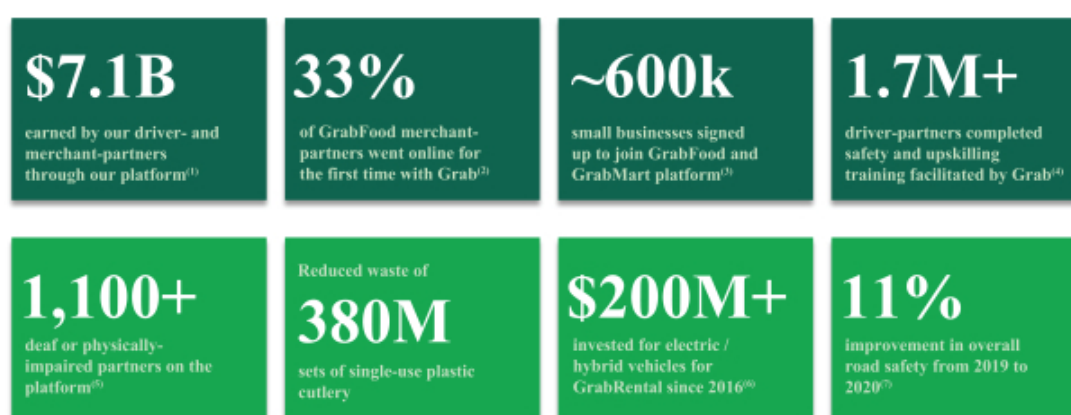 $7.1B
earned by our driver- and
merchant-partners
through our platform(1)
33%
of GrabFood merchant-
partners went online for
the first time with Grab(2)
~600k
small businesses signed
up to join GrabFood and
GrabMart platform(3)
1.7M+
driver-partners completed
safety and upskilling
training facilitated by Grab(4)
1,100+
deaf or physically-
impaired partners on the
platform(5)
Reduced waste of
380M
sets of single-use plastic
cutlery
$200M+
invested for electric /
hybrid vehicles for
GrabRental since 2016(6)
11%
improvement in overall
road safety from 2019 to
2020(7)